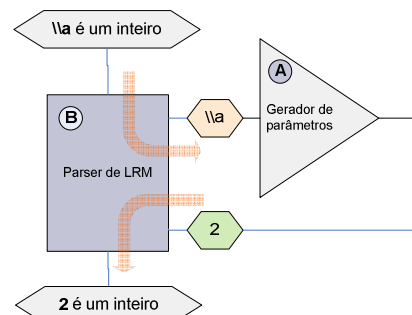 \\a é um inteiro
A
B
\\a
Gerador de
parâmetros
Parser de LRM
2
2 é um inteiro